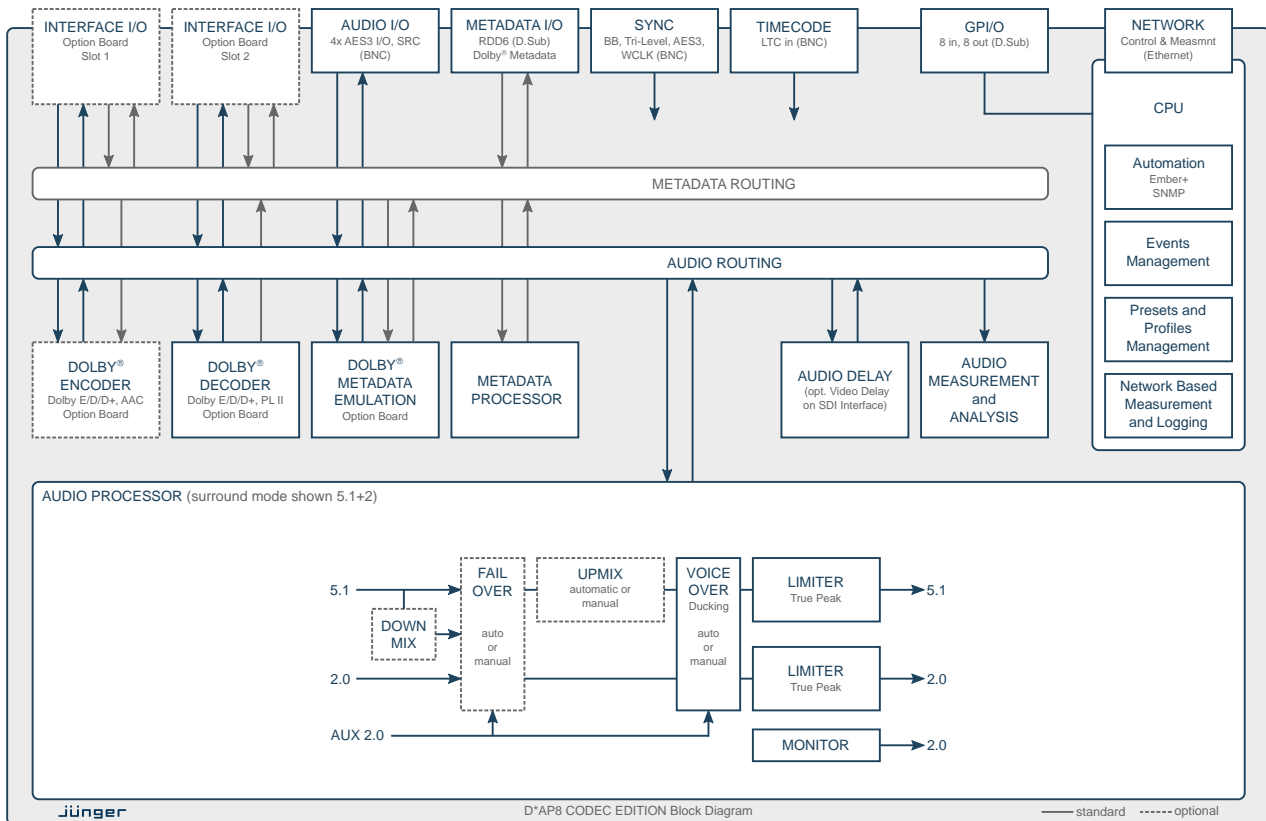 INTERFACE I/O
Option Board
Slot 1
INTERFACE I/O
Option Board
Slot 2
AUDIO I/O
4x AES3 I/O, SRC
(BNC)
METADATA I/O
RDD6 (D.Sub)
Dolby® Metadata
SYNC
BB, Tri-Level, AES3,
WCLK (BNC)
TIMECODE
LTC in (BNC)
GPI/O
8 in, 8 out (D.Sub)
NETWORK
Control & Measmnt
(Ethernet)
CPU
Automation
Ember+
SNMP
Events
Management
Presets and
Profiles
Management
Network Based
Measurement
and Logging
METADATA ROUTING
AUDIO ROUTING
DOLBY®
ENCODER
Dolby E/D/D+, AAC
Option Board
DOLBY®
DECODER
Dolby E/D/D+, PL II
Option Board
DOLBY®
METADATA
EMULATION
Option Board
METADATA
PROCESSOR
AUDIO DELAY
(opt. Video Delay
on SDI Interface)
AUDIO
MEASUREMENT
and
ANALYSIS
AUDIO PROCESSOR (surround mode shown 5.1+2)
5.1
DOWN
MIX
2.0
AUX 2.0
FAIL
OVER
auto
or
manual
UPMIX
automatic or
manual
VOICE
OVER
Ducking
auto
or
manual
LIMITER
True Peak
5.1
LIMITER
True Peak
2.0
MONITOR
2.0
jünger
D*AP8 CODEC EDITION Block Diagram
standard
optional